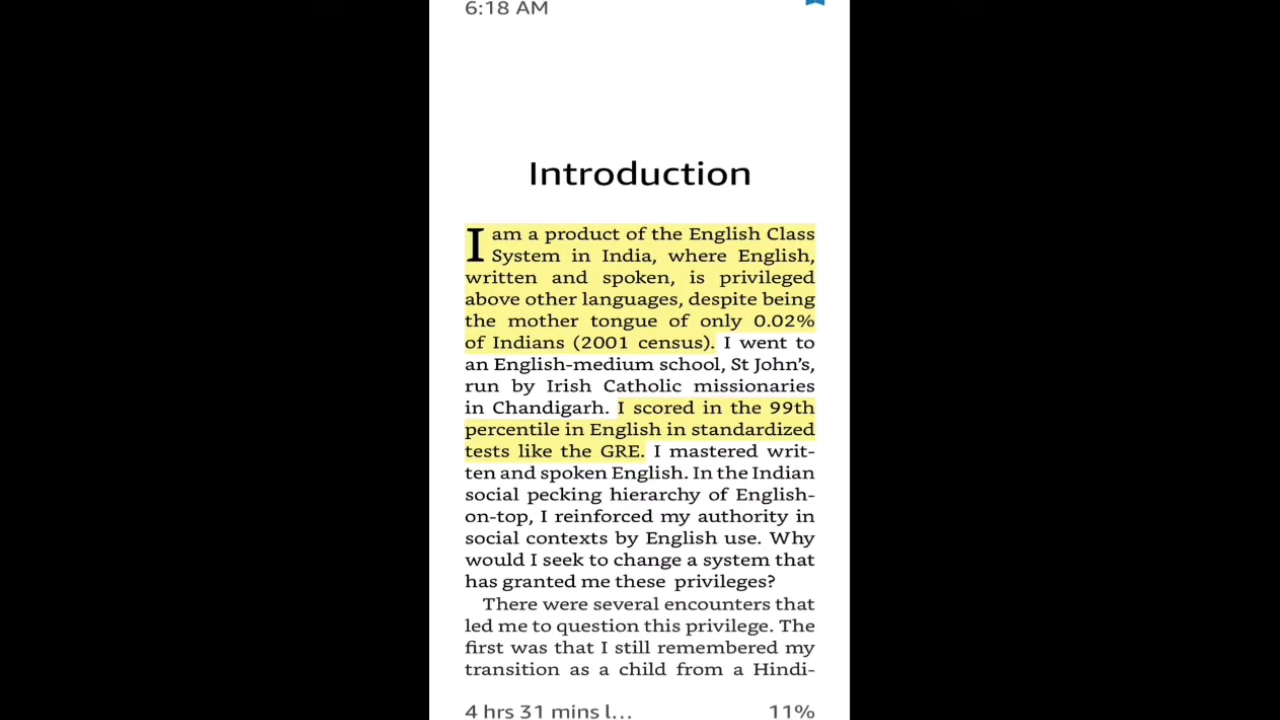 6:18 AM
Introduction
I am a product of the English Class
System in India, where English,
written and spoken, is privileged
above other languages, despite being
the mother tongue of only 0.02%
of Indians (2001 census). I went to
an English-medium school, St John’s,
run by Irish Catholic missionaries
in Chandigarh. I scored in the 99th
percentile in English in standardized
tests like the GRE. I mastered writ-
ten and spoken English. In the Indian
social pecking hierarchy of English-
on-top, I reinforced my authority in
social contexts by English use. Why
would I seek to change a system that
has granted me these privileges?
There were several encounters that
led me to question this privilege. The
first was that I still remembered my
transition as a child from a Hindi-
4 hrs 31 mins l... 11%